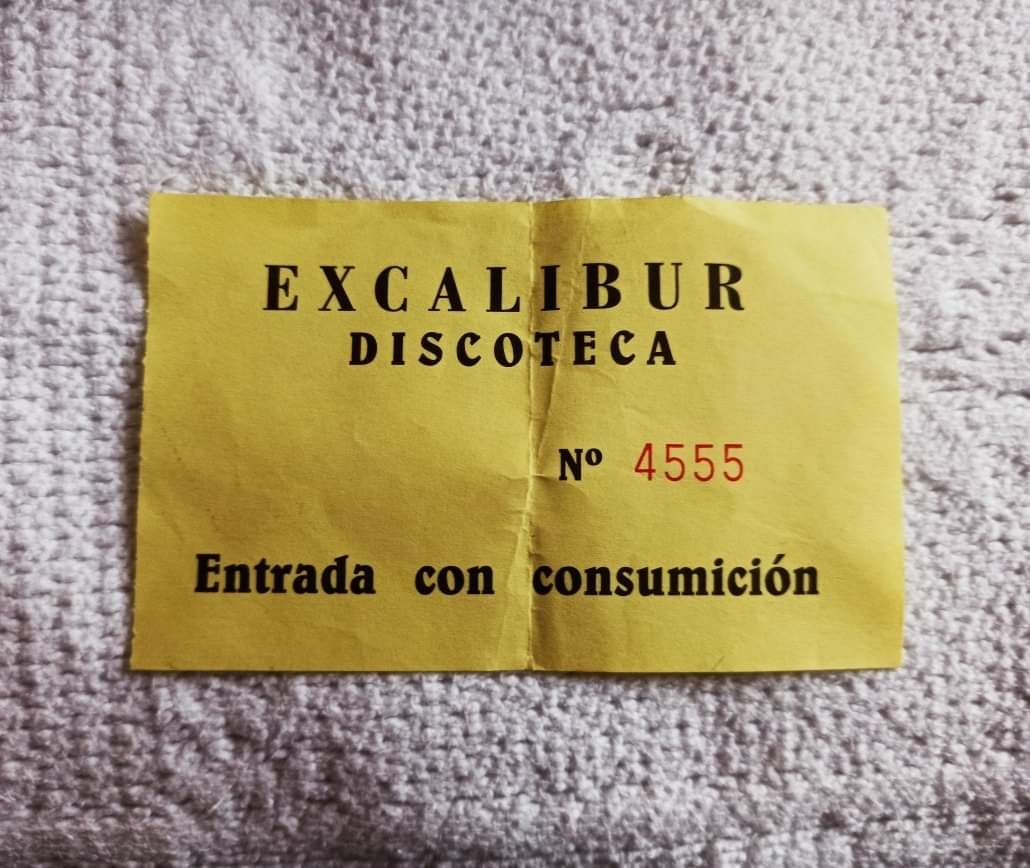 EXCALIBUR
DISCOTECA
Nº 4555
Entrada con consumición